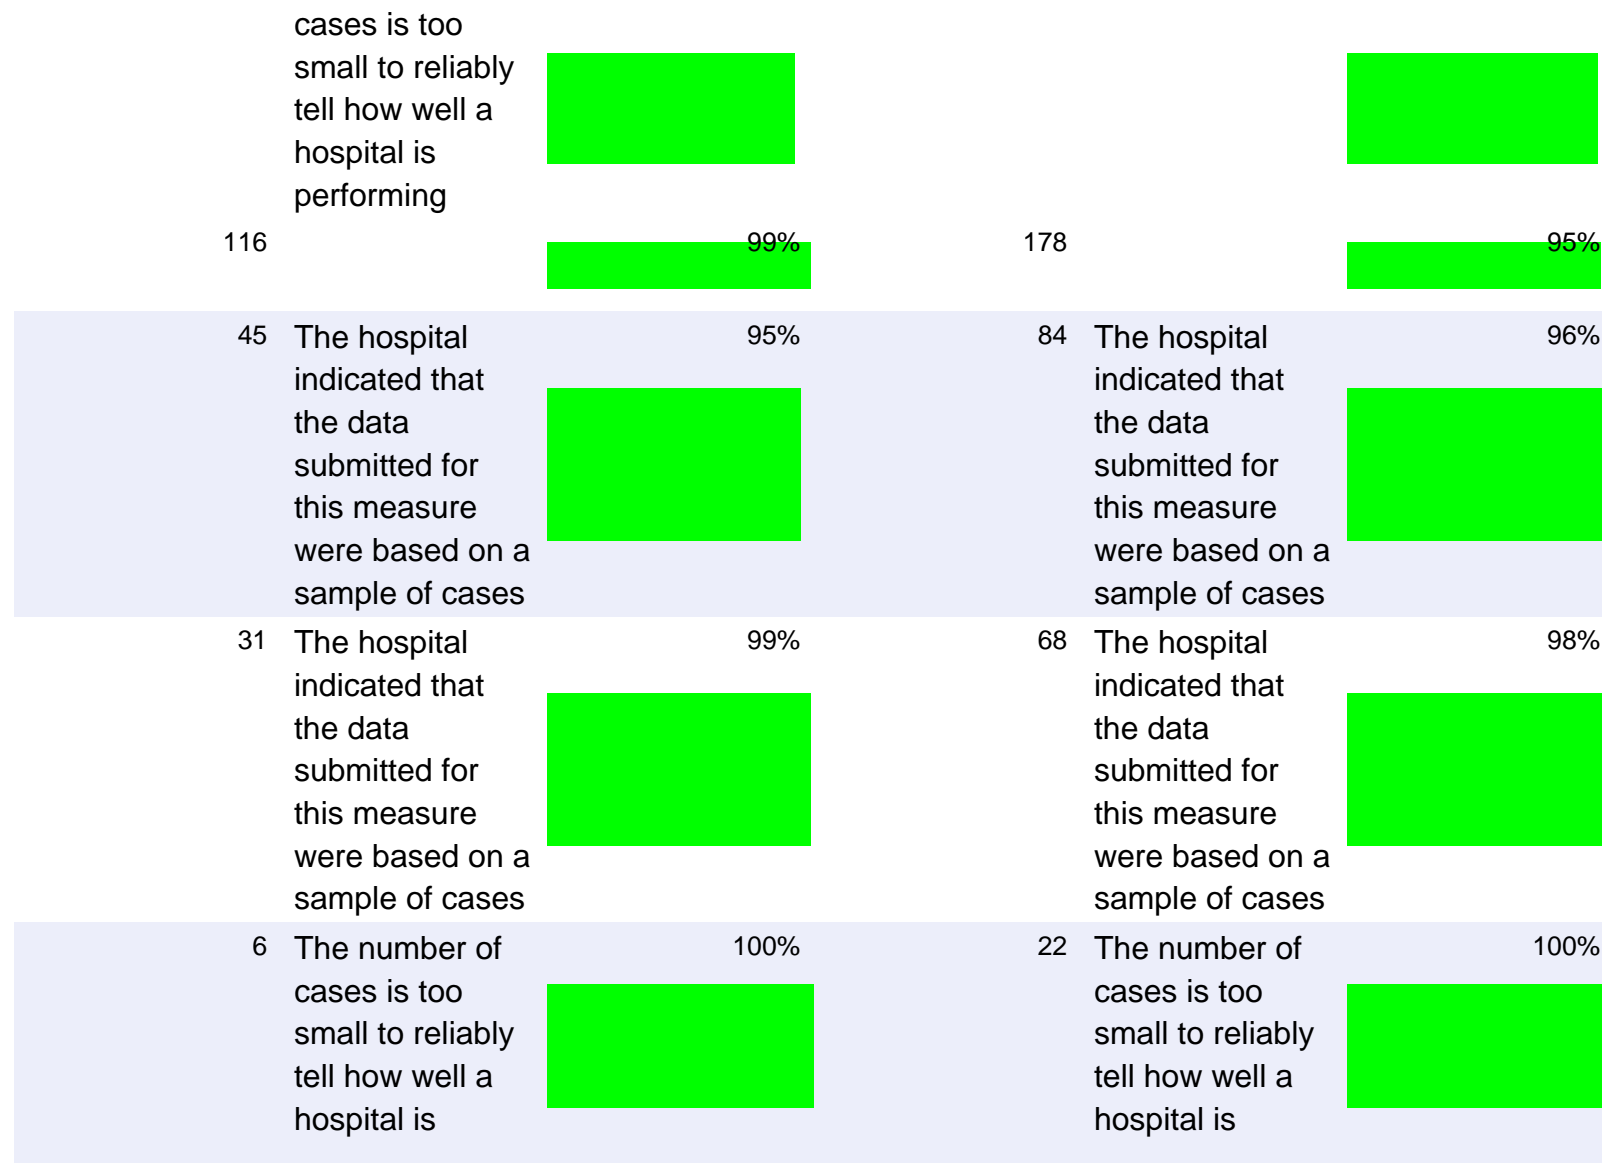 cases is too
small to reliably
tell how well a
hospital is
performing
116 99% 178 95%
45 The hospital 95% 84 The hospital 96%
indicated that indicated that
the data the data
submitted for submitted for
this measure this measure
were based on a were based on a
sample of cases sample of cases
31 The hospital 99% 68 The hospital 98%
indicated that indicated that
the data the data
submitted for submitted for
this measure this measure
were based on a were based on a
sample of cases sample of cases
6 The number of 100% 22 The number of 100%
cases is too cases is too
small to reliably small to reliably
tell how well a tell how well a
hospital is hospital is